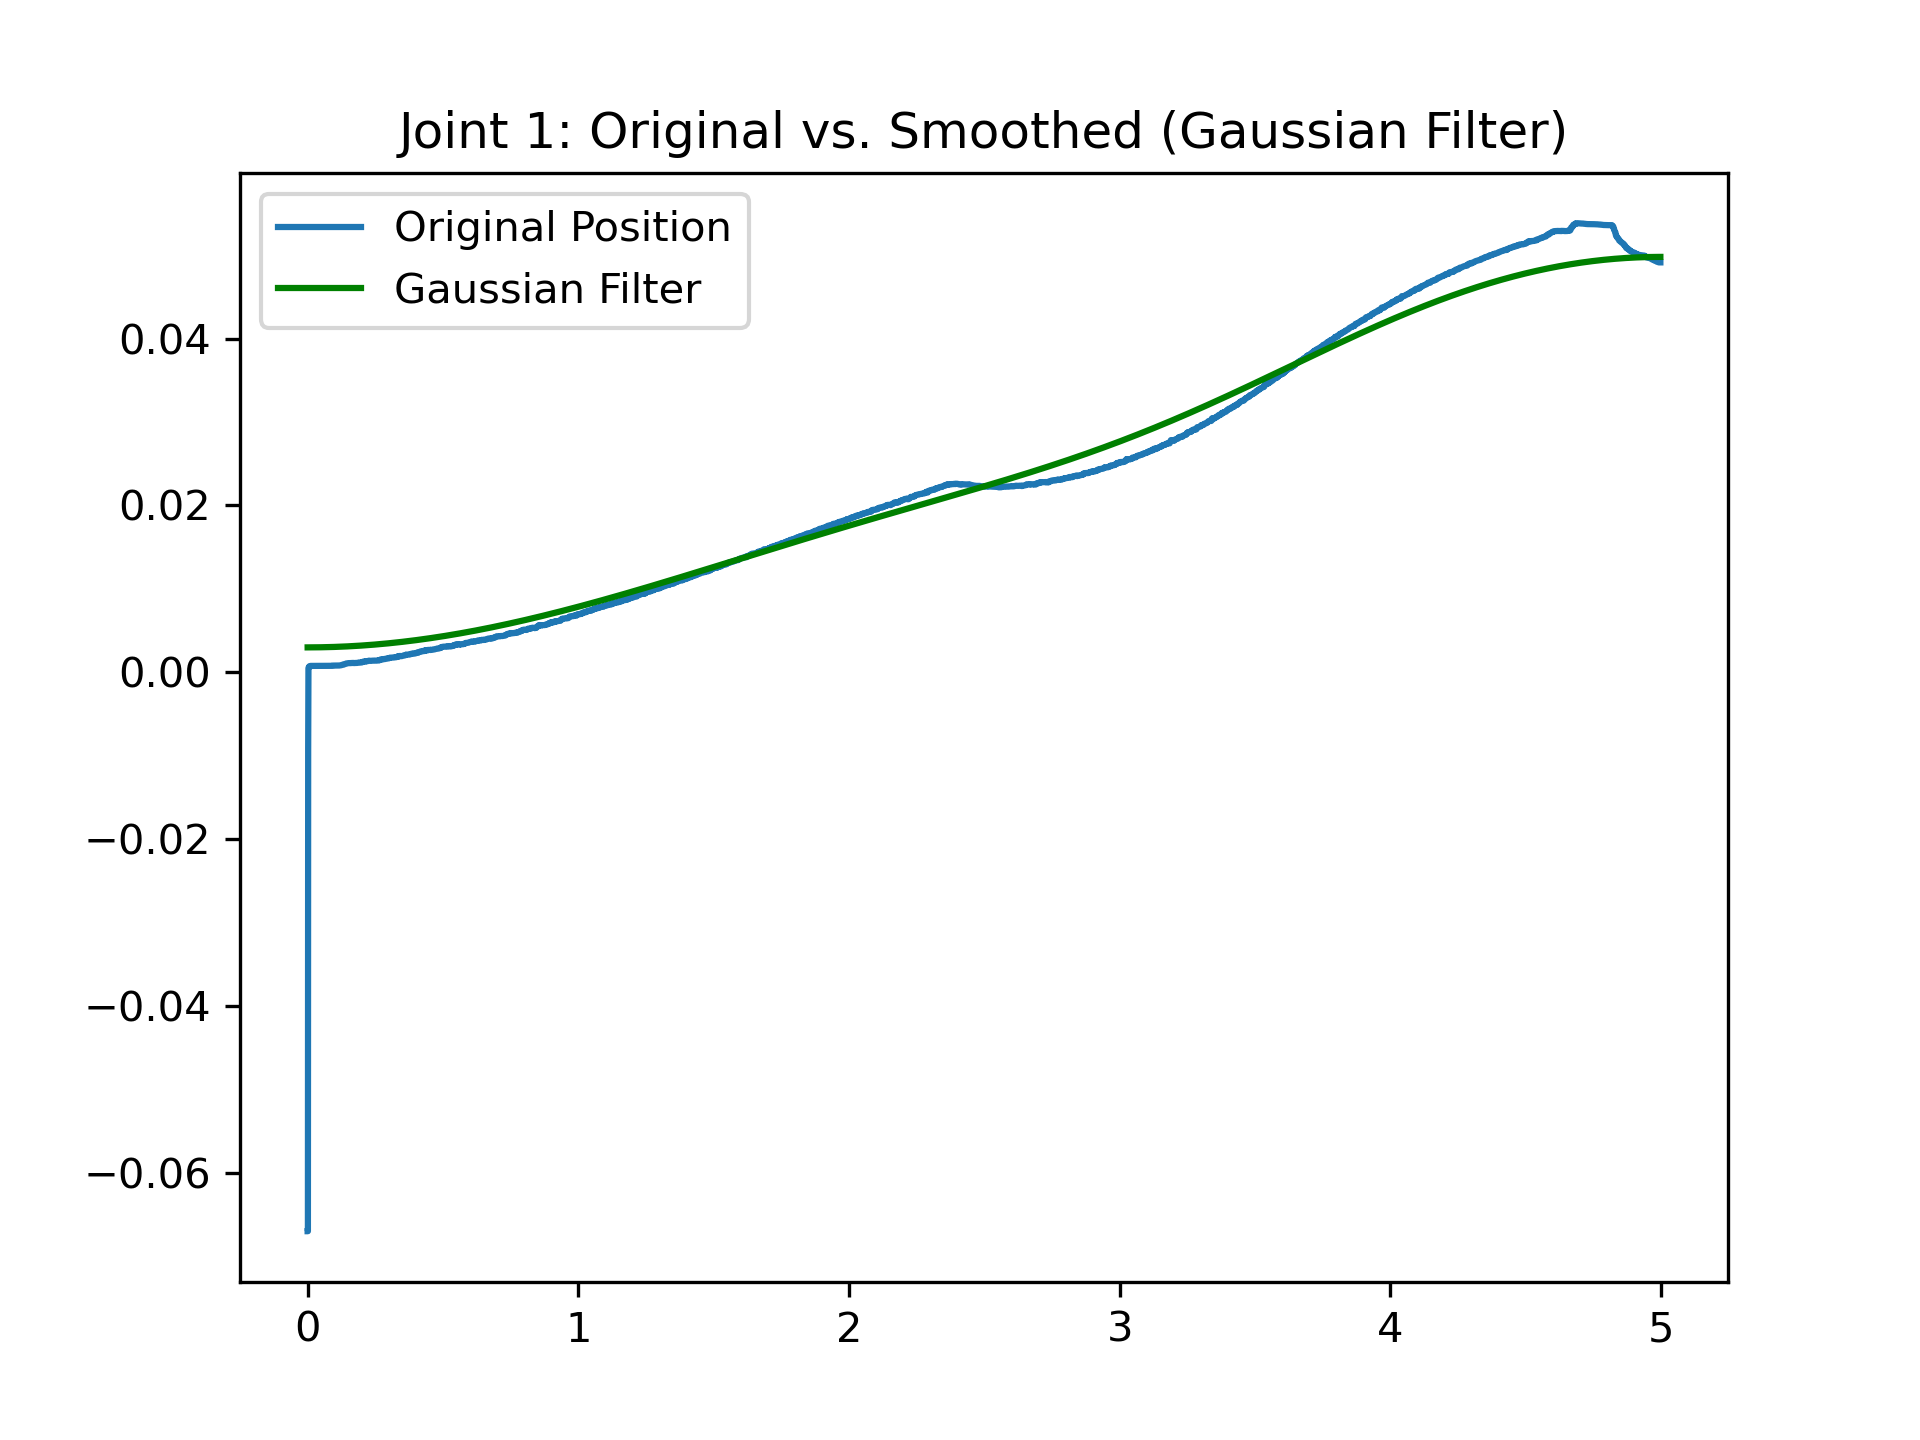 Joint 1: Original vs. Smoothed (Gaussian Filter)
Original Position
Gaussian Filter
0.04
0.02
0.00
−0.02
−0.04
−0.06
0 1 2 3 4 5